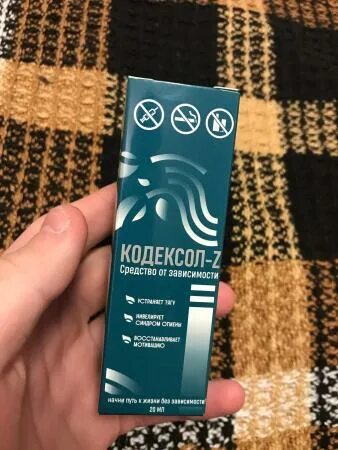 КОДЕКСОЛ-Z
Средство от зависимости
УСТРАНЯЕТ ТЯГУ
НИВЕЛИРУЕТ
СИНДРОМ ОТМЕНЫ
ВОССТАНАВЛИВАЕТ
МОТИВАЦИЮ
начни путь к жизни без зависимости
20 МЛ